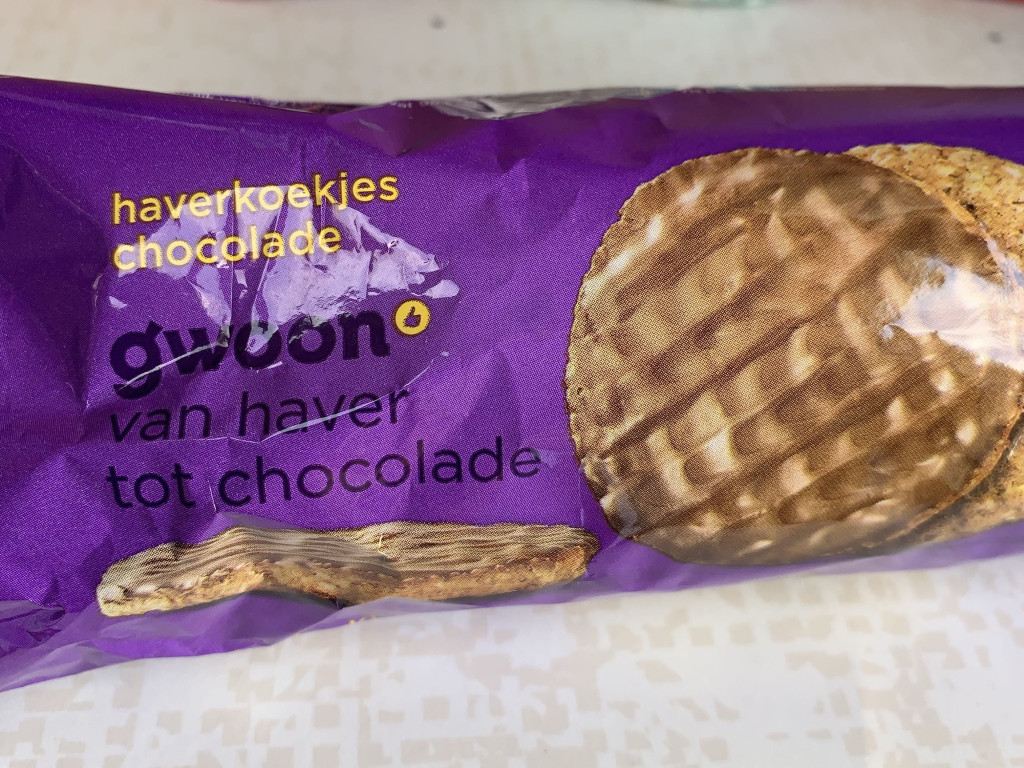 haverkoekjes
chocolade
gwoon
van haver
tot chocolade